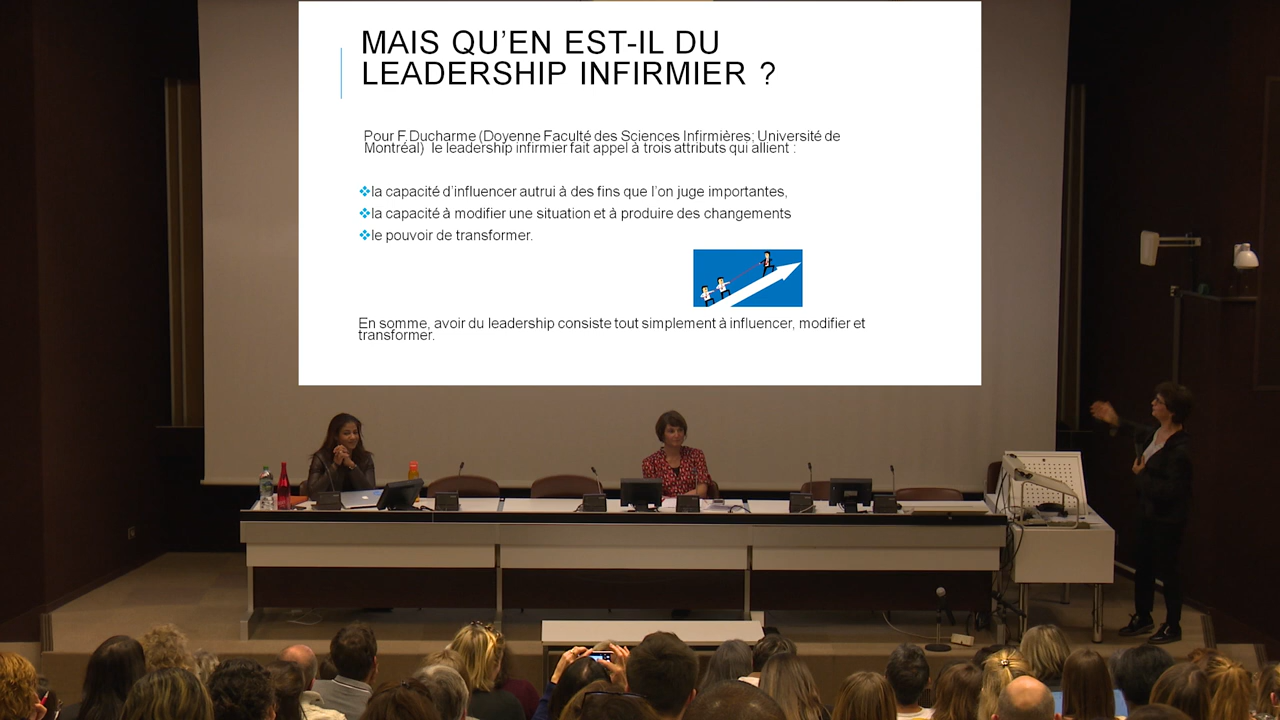 MAIS QU'EN EST-IL DU
LEADERSHIP INFIRMIER ?
Pour F.Ducharme (Doyenne Faculté des Sciences Infirmières; Université de
Montréal) le leadership infirmier fait appel à trois attributs qui allient :
❖la capacité d'influencer autrui à des fins que l'on juge importantes,
❖la capacité à modifier une situation et à produire des changements
❖le pouvoir de transformer.
En somme, avoir du leadership consiste tout simplement à influencer, modifier et
transformer.